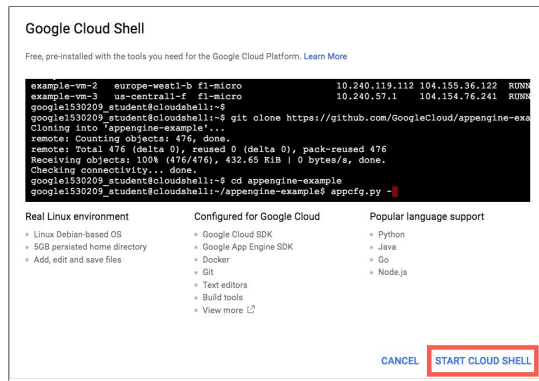 Google Cloud Shell
Free, pre-installed with the tools you need for the Google Cloud Platform. Learn More
example-vm-2 europe-west1-b f1-micro 10.240.119.112 104.155.36.122 RUNN
example-vm-3 us-central1-f f1-micro 10.240.57.1 104.154.76.241 RUNN
google1530209_student@cloudshell:~$
google1530209_student@cloudshell:~$ git clone https://github.com/GoogleCloud/appengine-exa
Cloning into 'appengine-example'...
remote: Counting objects: 476, done.
remote: Total 476 (delta 0), reused 0 (delta 0), pack-reused 476
Receiving objects: 100% (476/476), 432.65 KiB | 0 bytes/s, done.
Checking connectivity... done.
google1530209_student@cloudshell:~$ cd appengine-example
google1530209_student@cloudshell:~/appengine-example$ appcfg.py -
Real Linux environment
Linux Debian-based OS
5GB persisted home directory
Add, edit and save files
Configured for Google Cloud
Google Cloud SDK
Google App Engine SDK
Docker
Git
Text editors
Build tools
View more
Popular language support
Python
Java
Go
Node.js
CANCEL START CLOUD SHELL